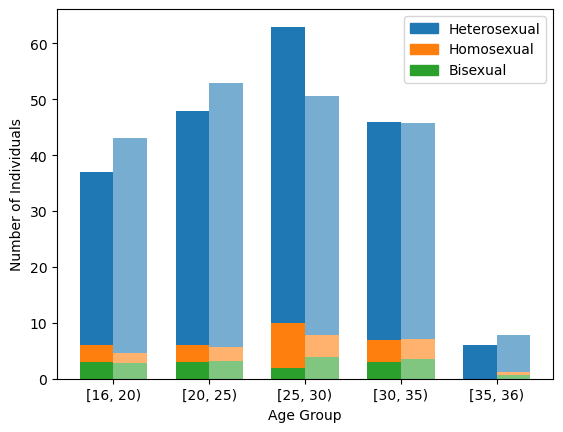 Heterosexual
Homosexual
Bisexual
60
50
40
30
20
10
0
Number of Individuals
[16, 20)
[20, 25)
[25, 30)
[30, 35)
[35, 36)
Age Group